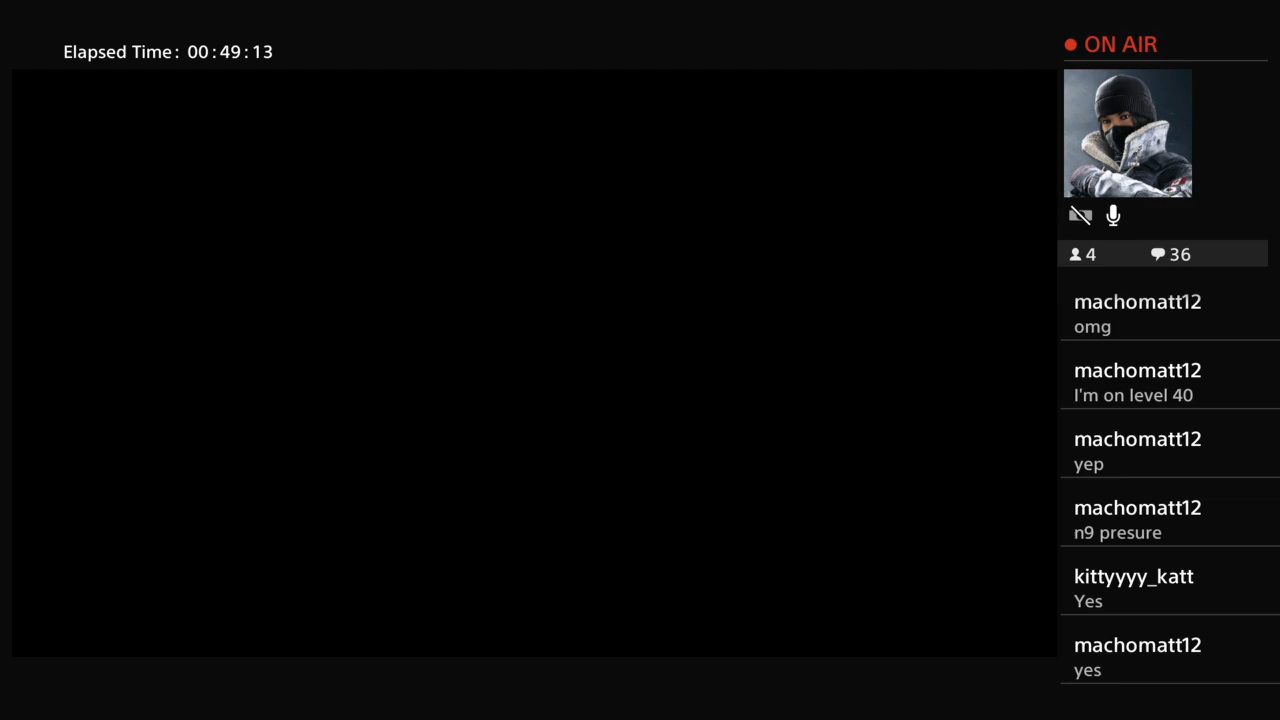 Elapsed Time: 00:49:13
ON AIR
4 36
machomatt12
omg
machomatt12
I'm on level 40
machomatt12
yep
machomatt12
n9 presure
kittyyyy_katt
Yes
machomatt12
yes